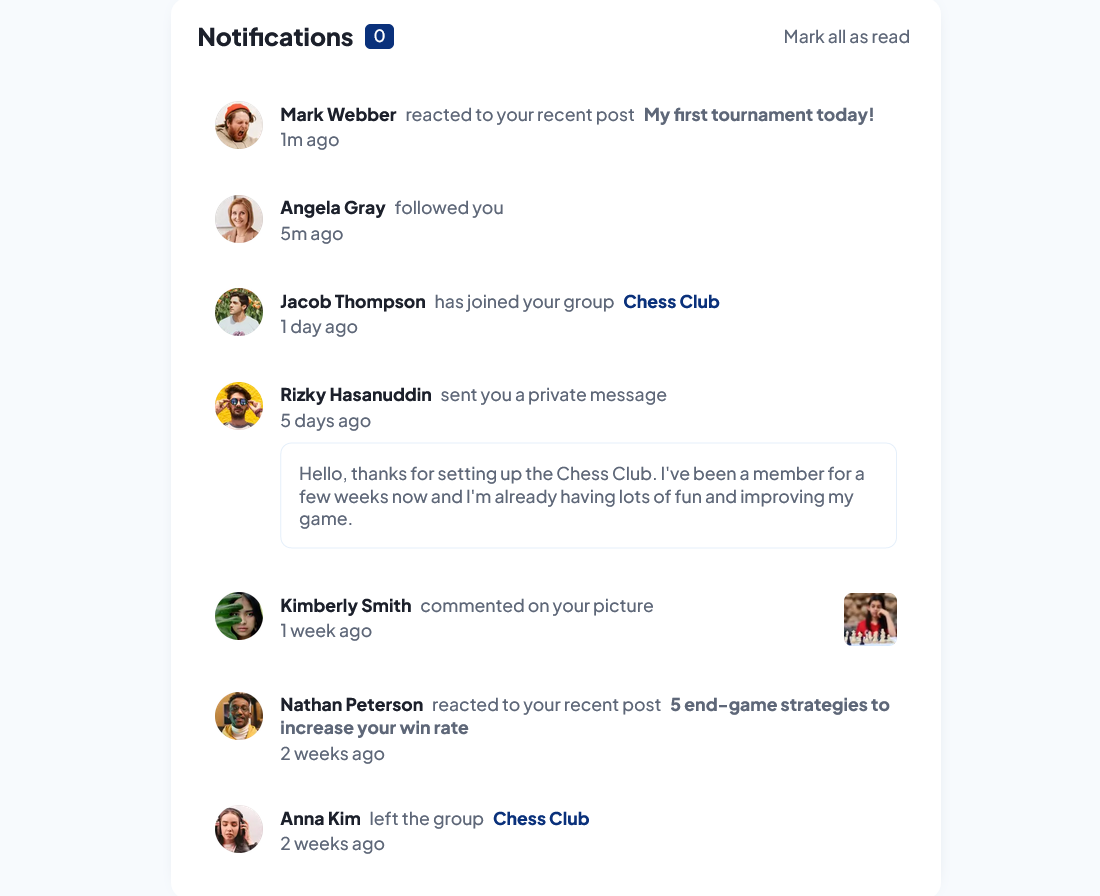 Notifications 0 Mark all as read
Mark Webber reacted to your recent post My first tournament today!
1m ago
Angela Gray followed you
5m ago
Jacob Thompson has joined your group Chess Club
1 day ago
Rizky Hasanuddin sent you a private message
5 days ago
Hello, thanks for setting up the Chess Club. I've been a member for a
few weeks now and I'm already having lots of fun and improving my
game.
Kimberly Smith commented on your picture
1 week ago
Nathan Peterson reacted to your recent post 5 end-game strategies to
increase your win rate
2 weeks ago
Anna Kim left the group Chess Club
2 weeks ago